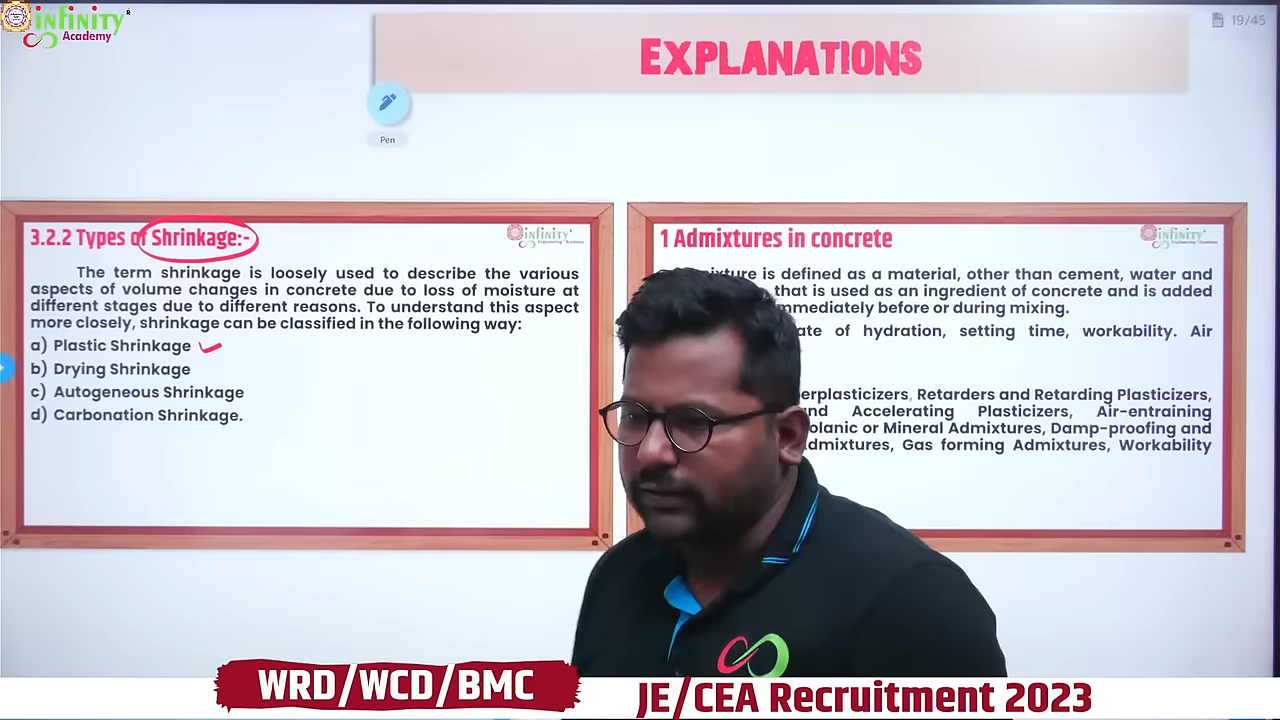 infinity
Academy
19/45
EXPLANATIONS
Pen
3.2.2 Types of Shrinkage:-
infinity
Engineering Academy
The term shrinkage is loosely used to describe the various
aspects of volume changes in concrete due to loss of moisture at
different stages due to different reasons. To understand this aspect
more closely, shrinkage can be classified in the following way:
a) Plastic Shrinkage
b) Drying Shrinkage
c) Autogeneous Shrinkage
d) Carbonation Shrinkage.
1 Admixtures in concrete
infinity
Engineering Academy
is defined as a material, other than cement, water and
that is used as an ingredient of concrete and is added
immediately before or during mixing.
of hydration, setting time, workability. Air
Retarders and Retarding Plasticizers,
Accelerating Plasticizers, Air-entraining
or Mineral Admixtures, Damp-proofing and
Gas forming Admixtures, Workability
WRD/WCD/BMC
JE/CEA Recruitment 2023